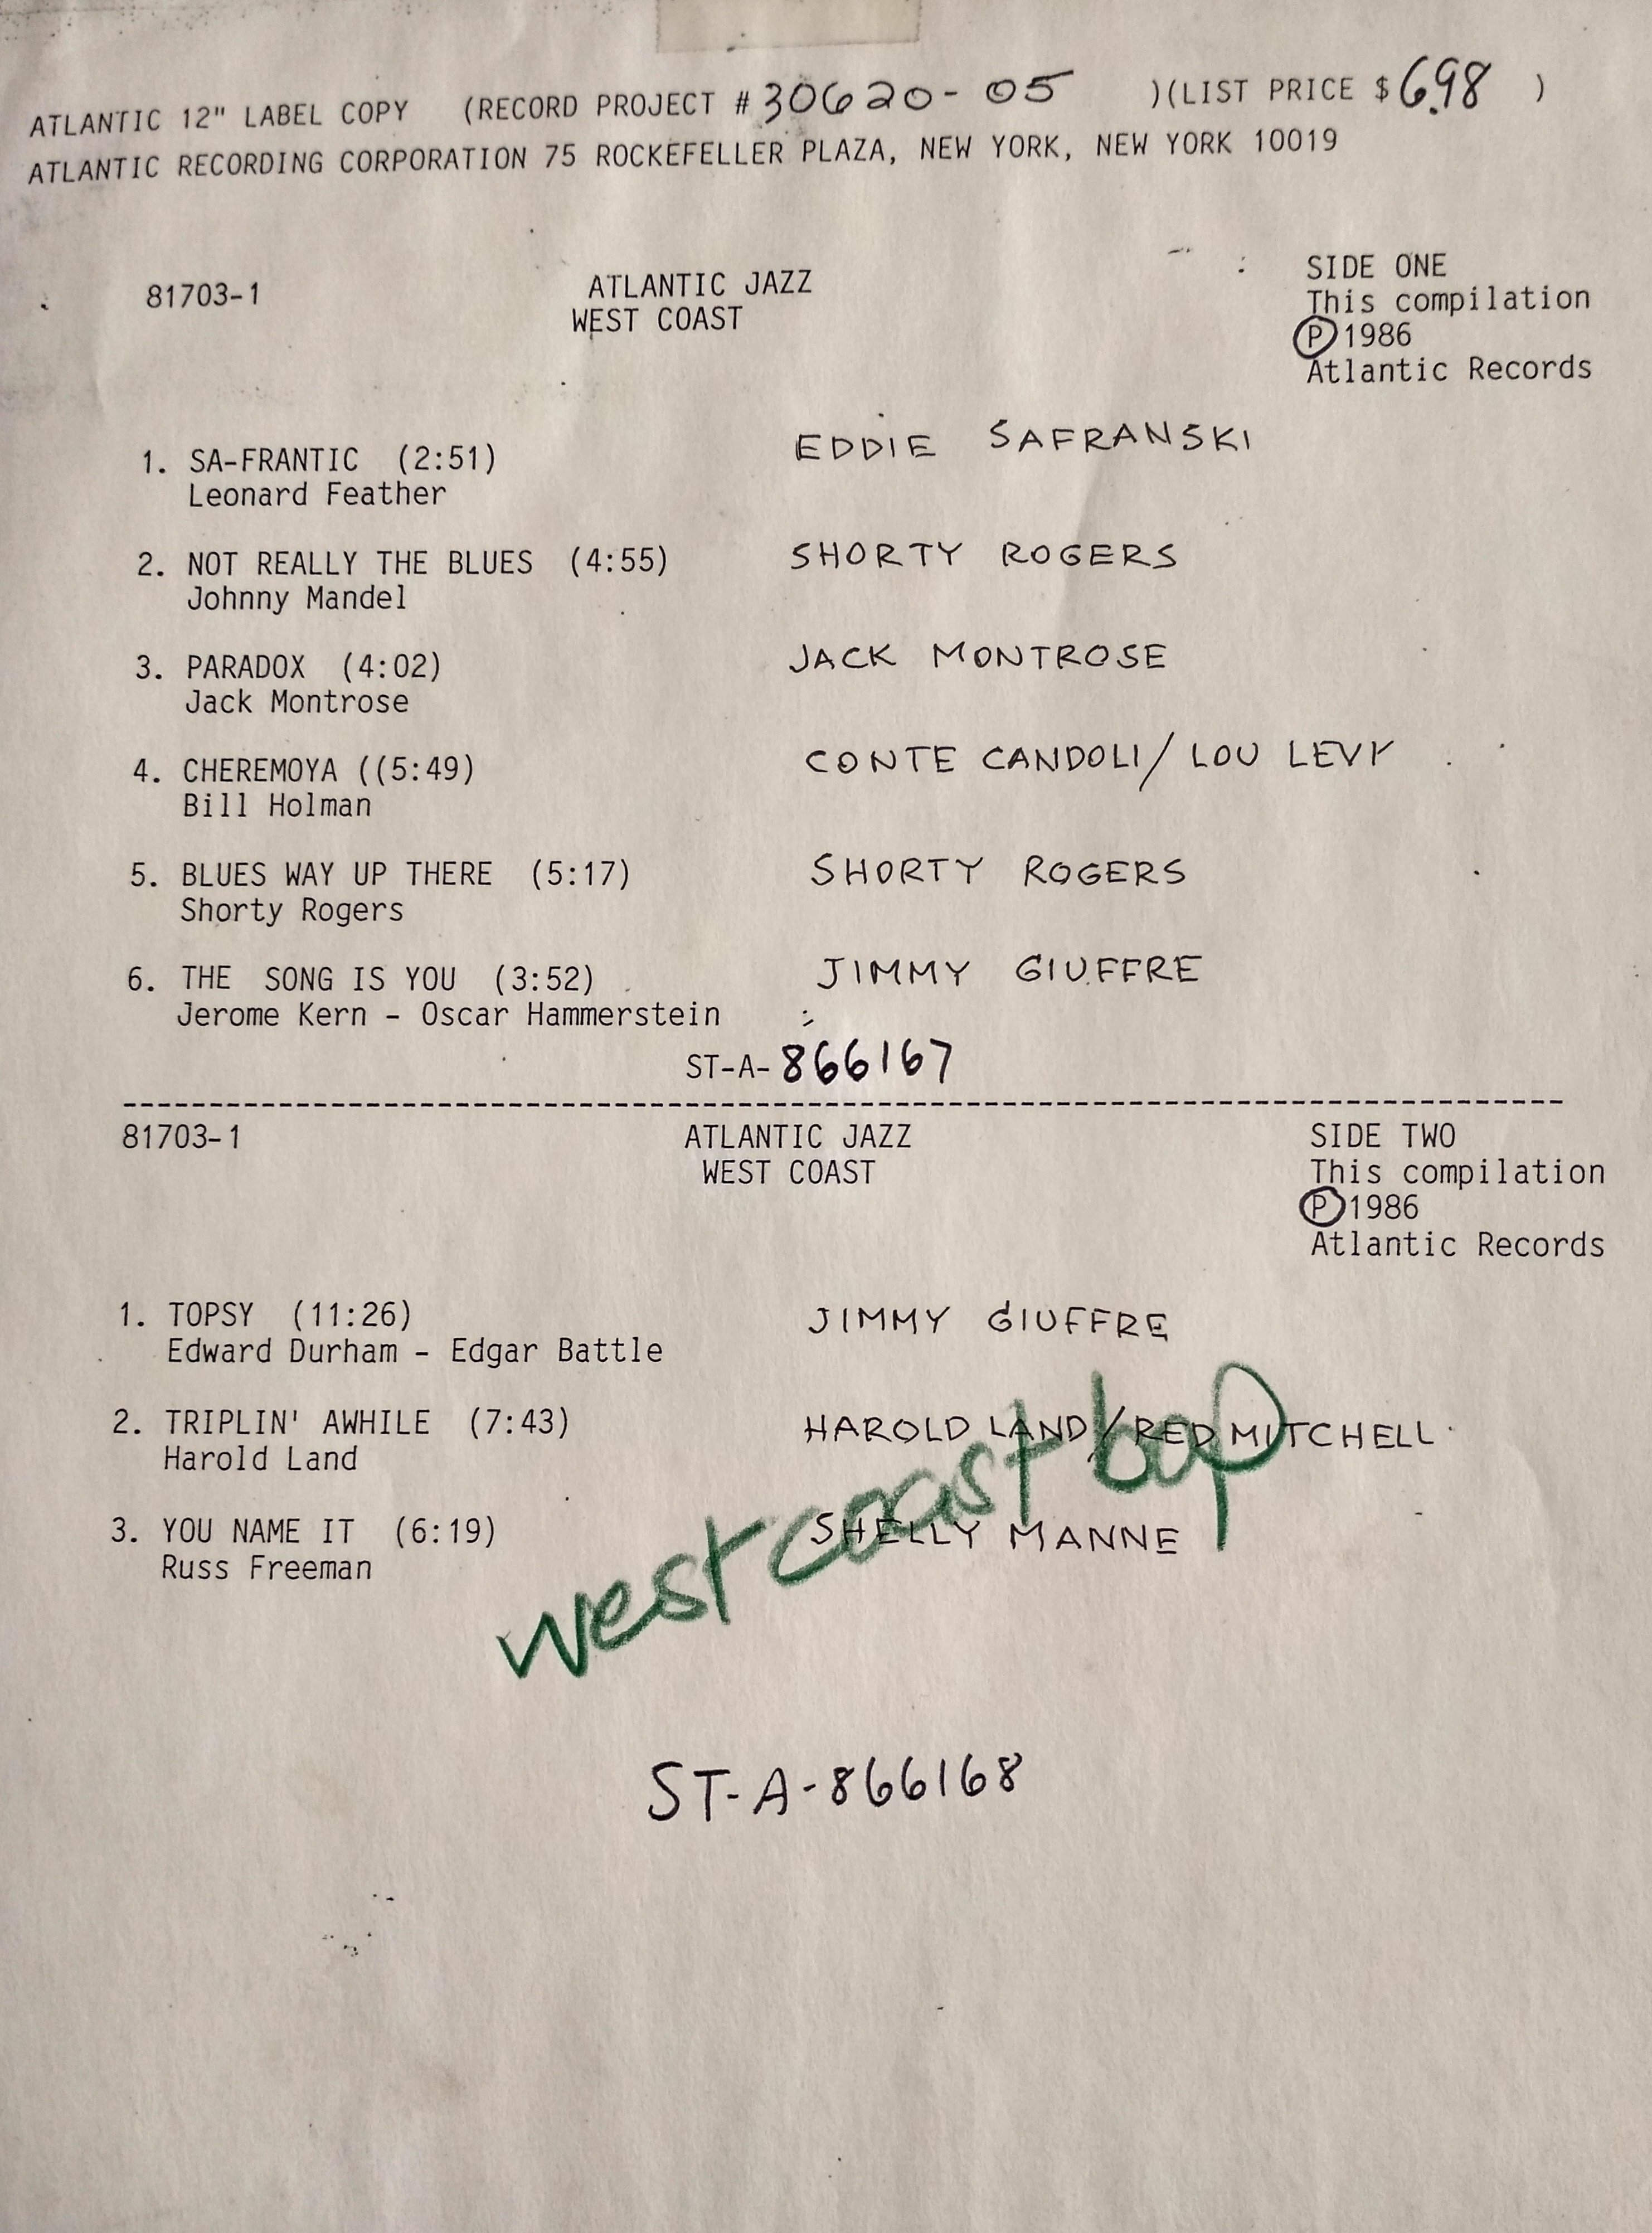 ATLANTIC 12" LABEL COPY (RECORD PROJECT # 30620-05 )(LIST PRICE $ 6.98 )
ATLANTIC RECORDING CORPORATION 75 ROCKEFELLER PLAZA, NEW YORK, NEW YORK 10019
81703-1 ATLANTIC JAZZ SIDE ONE
WEST COAST This compilation
Ⓟ 1986
Atlantic Records
1. SA-FRANTIC (2:51) EDDIE SAFRANSKI
Leonard Feather
2. NOT REALLY THE BLUES (4:55) SHORTY ROGERS
Johnny Mandel
3. PARADOX (4:02) JACK MONTROSE
Jack Montrose
4. CHEREMOYA ((5:49) CONTE CANDOLI/ LOU LEVY
Bill Holman
5. BLUES WAY UP THERE (5:17) SHORTY ROGERS
Shorty Rogers
6. THE SONG IS YOU (3:52) JIMMY GIUFFRE
Jerome Kern - Oscar Hammerstein
ST-A-866167
81703-1 ATLANTIC JAZZ SIDE TWO
WEST COAST This compilation
Ⓟ 1986
Atlantic Records
1. TOPSY (11:26) JIMMY GIUFFRE
Edward Durham - Edgar Battle
2. TRIPLIN' AWHILE (7:43) HAROLD LAND/RED MITCHELL
Harold Land
3. YOU NAME IT (6:19) SHELLY MANNE
Russ Freeman
west coast bop
ST-A-866168